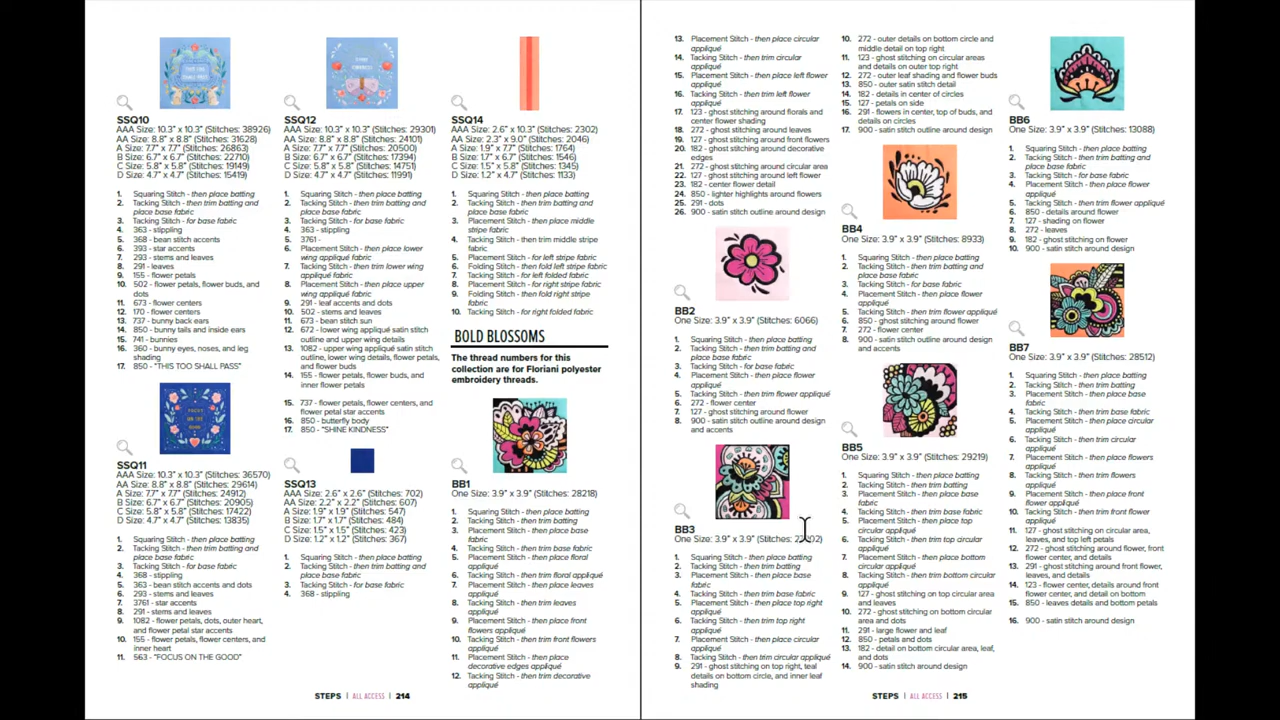 SSQ10
AAA Size: 10.3" x 10.3" (Stitches: 38926)
AA Size: 8.8" x 8.8" (Stitches: 31628)
A Size: 7.7" x 7.7" (Stitches: 26863)
B Size: 6.7" x 6.7" (Stitches: 22710)
C Size: 5.8" x 5.8" (Stitches: 19149)
D Size: 4.7" x 4.7" (Stitches: 15419)
1. Squaring Stitch - then place batting
2. Tacking Stitch - then trim batting and
place base fabric
3. Tacking Stitch - for base fabric
4. 363 - stippling
5. 368 - bean stitch accents
6. 393 - star accents
7. 293 - stems and leaves
8. 291 - leaves
9. 155 - flower petals
10. 502 - flower petals, flower buds, and
dots
11. 673 - flower centers
12. 170 - flower centers
13. 737 - bunny back ears
14. 850 - bunny tails and inside ears
15. 741 - bunnies
16. 360 - bunny eyes, noses, and leg
shading
17. 850 - "THIS TOO SHALL PASS"
SSQ11
AAA Size: 10.3" x 10.3" (Stitches: 36570)
AA Size: 8.8" x 8.8" (Stitches: 29614)
A Size: 7.7" x 7.7" (Stitches: 24912)
B Size: 6.7" x 6.7" (Stitches: 20905)
C Size: 5.8" x 5.8" (Stitches: 17422)
D Size: 4.7" x 4.7" (Stitches: 13835)
1. Squaring Stitch - then place batting
2. Tacking Stitch - then trim batting and
place base fabric
3. Tacking Stitch - for base fabric
4. 368 - stippling
5. 363 - bean stitch accents and dots
6. 293 - stems and leaves
7. 3761 - star accents
8. 291 - stems and leaves
9. 1082 - flower petals, dots, outer heart,
and flower petal star accents
10. 155 - flower petals, flower centers, and
inner heart
11. 563 - "FOCUS ON THE GOOD"
SSQ12
AAA Size: 10.3" x 10.3" (Stitches: 29301)
AA Size: 8.8" x 8.8" (Stitches: 24101)
A Size: 7.7" x 7.7" (Stitches: 20500)
B Size: 6.7" x 6.7" (Stitches: 17394)
C Size: 5.8" x 5.8" (Stitches: 14751)
D Size: 4.7" x 4.7" (Stitches: 11991)
1. Squaring Stitch - then place batting
2. Tacking Stitch - then trim batting and
place base fabric
3. Tacking Stitch - for base fabric
4. 363 - stippling
5. 3761 -
6. Placement Stitch - then place lower
wing appliqué fabric
7. Tacking Stitch - then trim lower wing
appliqué fabric
8. Placement Stitch - then place upper
wing appliqué fabric
9. 291 - leaf accents and dots
10. 502 - stems and leaves
11. 673 - bean stitch sun
12. 672 - lower wing appliqué satin stitch
outline and upper wing details
13. 1082 - upper wing appliqué satin stitch
outline, lower wing details, flower petals,
and flower buds
14. 155 - flower petals, flower buds, and
inner flower petals
15. 737 - flower petals, flower centers, and
flower petal star accents
16. 850 - butterfly body
17. 850 - "SHINE KINDNESS"
SSQ13
AAA Size: 2.6" x 2.6" (Stitches: 702)
AA Size: 2.2" x 2.2" (Stitches: 607)
A Size: 1.9" x 1.9" (Stitches: 547)
B Size: 1.7" x 1.7" (Stitches: 484)
C Size: 1.5" x 1.5" (Stitches: 423)
D Size: 1.2" x 1.2" (Stitches: 367)
1. Squaring Stitch - then place batting
2. Tacking Stitch - then trim batting and
place base fabric
3. Tacking Stitch - for base fabric
4. 368 - stippling
SSQ14
AAA Size: 2.6" x 10.3" (Stitches: 2302)
AA Size: 2.3" x 9.0" (Stitches: 2046)
A Size: 1.9" x 7.7" (Stitches: 1764)
B Size: 1.7" x 6.7" (Stitches: 1546)
C Size: 1.5" x 5.8" (Stitches: 1345)
D Size: 1.2" x 4.7" (Stitches: 1133)
1. Squaring Stitch - then place batting
2. Tacking Stitch - then trim batting and
place base fabric
3. Placement Stitch - then place middle
stripe fabric
4. Tacking Stitch - then trim middle stripe
fabric
5. Placement Stitch - for left stripe fabric
6. Folding Stitch - then fold left stripe fabric
7. Tacking Stitch - for left folded fabric
8. Placement Stitch - for right stripe fabric
9. Folding Stitch - then fold right stripe
fabric
10. Tacking Stitch - for right folded fabric
BOLD BLOSSOMS
The thread numbers for this
collection are for Floriani polyester
embroidery threads.
BB1
One Size: 3.9" x 3.9" (Stitches: 28218)
1. Squaring Stitch - then place batting
2. Tacking Stitch - then trim batting
3. Placement Stitch - then place base
fabric
4. Tacking Stitch - then trim base fabric
5. Placement Stitch - then place floral
appliqué
6. Tacking Stitch - then trim floral appliqué
7. Placement Stitch - then place leaves
appliqué
8. Tacking Stitch - then trim leaves
appliqué
9. Placement Stitch - then place front
flowers appliqué
10. Tacking Stitch - then trim front flowers
appliqué
11. Placement Stitch - then place
decorative edges appliqué
12. Tacking Stitch - then trim decorative
appliqué
STEPS | ALL ACCESS | 214
13. Placement Stitch - then place circular
appliqué
14. Tacking Stitch - then trim circular
appliqué
15. Placement Stitch - then place left flower
appliqué
16. Tacking Stitch - then trim left flower
appliqué
17. 123 - ghost stitching around florals and
center flower shading
18. 272 - ghost stitching around leaves
19. 127 - ghost stitching around front flowers
20. 182 - ghost stitching around decorative
edges
21. 272 - ghost stitching around circular area
22. 127 - ghost stitching around left flower
23. 182 - center flower detail
24. 850 - lighter highlights around flowers
25. 291 - dots
26. 900 - satin stitch outline around design
BB2
One Size: 3.9" x 3.9" (Stitches: 6066)
1. Squaring Stitch - then place batting
2. Tacking Stitch - then trim batting and
place base fabric
3. Tacking Stitch - for base fabric
4. Placement Stitch - then place flower
appliqué
5. Tacking Stitch - then trim flower appliqué
6. 272 - flower center
7. 127 - ghost stitching around flower
8. 900 - satin stitch outline around flower
and accents
BB3
One Size: 3.9" x 3.9" (Stitches:
1. Squaring Stitch - then place batting
2. Tacking Stitch - then trim batting
3. Placement Stitch - then place base
fabric
4. Tacking Stitch - then trim base fabric
5. Placement Stitch - then place top right
appliqué
6. Tacking Stitch - then trim top right
appliqué
7. Placement Stitch - then place circular
appliqué
8. Tacking Stitch - then trim circular appliqué
9. 291 - ghost stitching on top right, teal
details on bottom circle, and inner leaf
shading
10. 272 - outer details on bottom circle and
middle detail on top right
11. 123 - ghost stitching on circular areas
and details on outer top right
12. 272 - outer leaf shading and flower buds
13. 850 - outer satin stitch detail
14. 182 - details in center of circles
15. 127 - petals on side
16. 291 - flowers in center, top of buds, and
details on circles
17. 900 - satin stitch outline around design
BB4
One Size: 3.9" x 3.9" (Stitches: 8933)
1. Squaring Stitch - then place batting
2. Tacking Stitch - then trim batting and
place base fabric
3. Tacking Stitch - for base fabric
4. Placement Stitch - then place flower
appliqué
5. Tacking Stitch - then trim flower appliqué
6. 850 - ghost stitching around flower
7. 272 - flower center
8. 900 - satin stitch outline around flower
and accents
BB5
One Size: 3.9" x 3.9" (Stitches: 29219)
1. Squaring Stitch - then place batting
2. Tacking Stitch - then trim batting
3. Placement Stitch - then place base
fabric
4. Tacking Stitch - then trim base fabric
5. Placement Stitch - then place top
circular appliqué
6. Tacking Stitch - then trim top circular
appliqué
7. Placement Stitch - then place bottom
circular appliqué
8. Tacking Stitch - then trim bottom circular
appliqué
9. 127 - ghost stitching on top circular area
and leaves
10. 272 - ghost stitching on bottom circular
area and dots
11. 291 - large flower and leaf
12. 850 - petals and dots
13. 182 - detail on bottom circular area, leaf,
and dots
14. 900 - satin stitch around design
BB6
One Size: 3.9" x 3.9" (Stitches: 13088)
1. Squaring Stitch - then place batting
2. Tacking Stitch - then trim batting and
place base fabric
3. Tacking Stitch - for base fabric
4. Placement Stitch - then place flower
appliqué
5. Tacking Stitch - then trim flower appliqué
6. 850 - details around flower
7. 127 - shading on flower
8. 272 - leaves
9. 182 - ghost stitching on flower
10. 900 - satin stitch around design
BB7
One Size: 3.9" x 3.9" (Stitches: 28512)
1. Squaring Stitch - then place batting
2. Tacking Stitch - then trim batting
3. Placement Stitch - then place base
fabric
4. Tacking Stitch - then trim base fabric
5. Placement Stitch - then place circular
appliqué
6. Tacking Stitch - then trim circular
appliqué
7. Placement Stitch - then place flowers
appliqué
8. Tacking Stitch - then trim flowers
appliqué
9. Placement Stitch - then place front
flower appliqué
10. Tacking Stitch - then trim front flower
appliqué
11. 127 - ghost stitching on circular area,
leaves, and top left petals
12. 272 - ghost stitching around flower, front
flower center, and details
13. 291 - ghost stitching around front flower,
leaves, and details
14. 123 - flower center, details around front
flower center, and detail on bottom
15. 850 - leaves details and bottom petals
16. 900 - satin stitch around design
STEPS | ALL ACCESS | 215